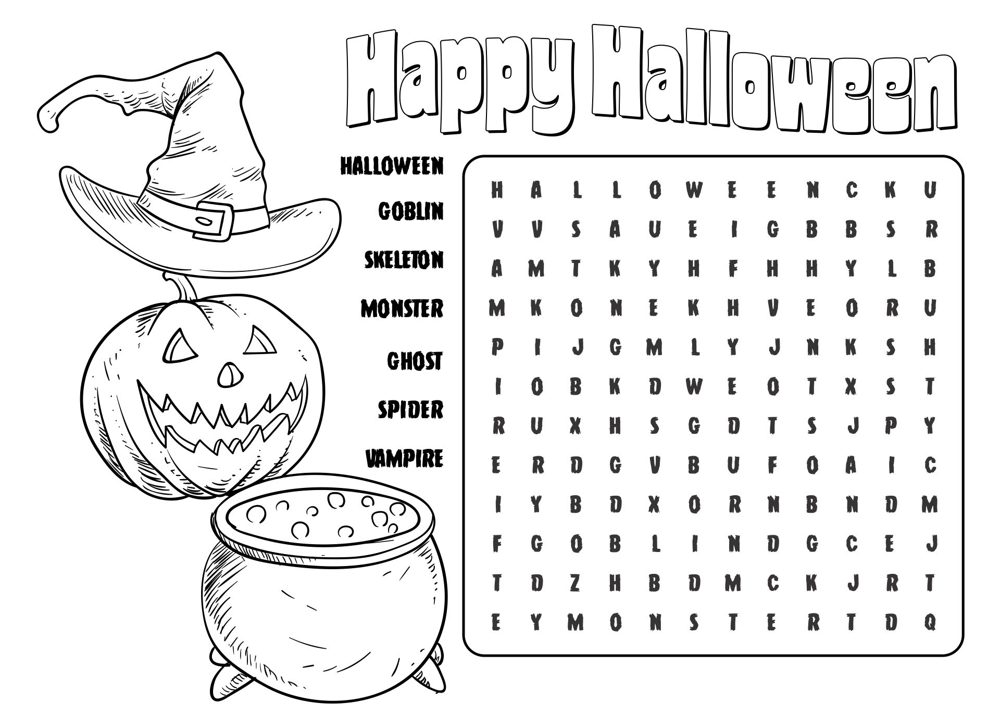 Happy Halloween
HALLOWEEN
GOBLIN
SKELETON
MONSTER
GHOST
SPIDER
VAMPIRE
H A L L O W E E N C K U
V V S A U E I G B B S R
A M T K Y H F H H Y L B
M K O N E K H V E O R U
P I J G M L Y J N K S H
I O B K D W E O T X S T
R U X H S G D T S J P Y
E R D G V B U F O A I C
I Y B D X O R N B N D M
F G O B L I N D G C E J
T D Z H B D M C K J R T
E Y M O N S T E R T D Q